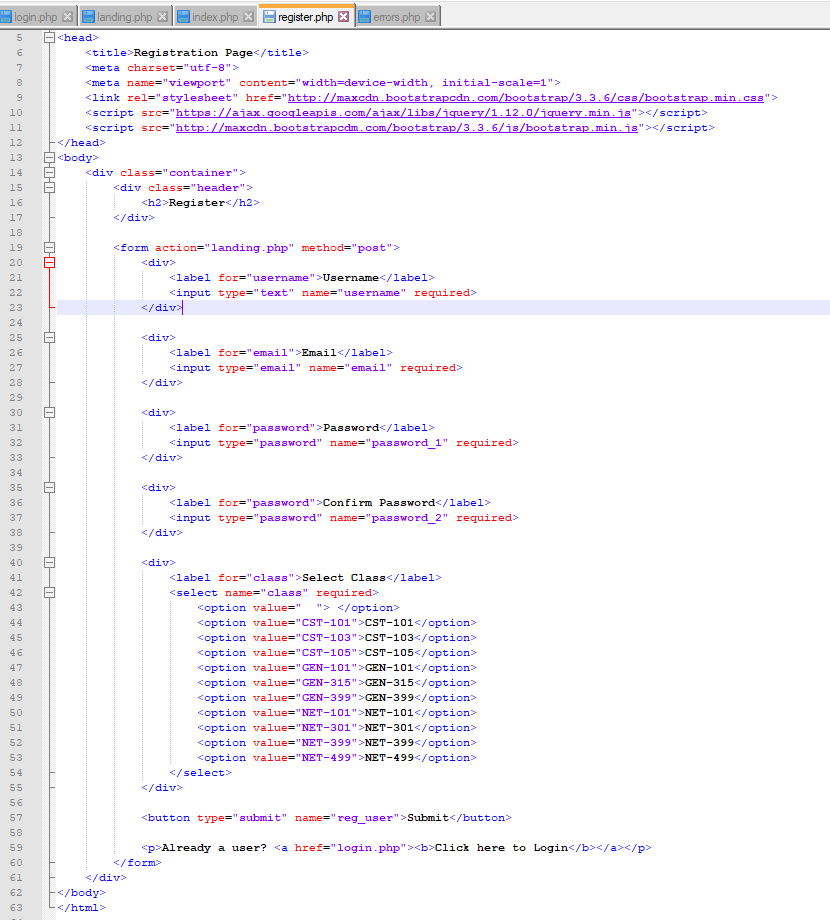 login.php landing.php index.php register.php errors.php
5 <head>
6 <title>Registration Page</title>
7 <meta charset="utf-8">
8 <meta name="viewport" content="width=device-width, initial-scale=1">
9 <link rel="stylesheet" href="http://maxcdn.bootstrapcdn.com/bootstrap/3.3.6/css/bootstrap.min.css">
10 <script src="https://ajax.googleapis.com/ajax/libs/jquery/1.12.0/jquery.min.js"></script>
11 <script src="http://maxcdn.bootstrapcdm.com/bootstrap/3.3.6/js/bootstrap.min.js"></script>
12 </head>
13 <body>
14 <div class="container">
15 <div class="header">
16 <h2>Register</h2>
17 </div>
18
19 <form action="landing.php" method="post">
20 <div>
21 <label for="username">Username</label>
22 <input type="text" name="username" required>
23 </div>
24
25 <div>
26 <label for="email">Email</label>
27 <input type="email" name="email" required>
28 </div>
29
30 <div>
31 <label for="password">Password</label>
32 <input type="password" name="password_1" required>
33 </div>
34
35 <div>
36 <label for="password">Confirm Password</label>
37 <input type="password" name="password_2" required>
38 </div>
39
40 <div>
41 <label for="class">Select Class</label>
42 <select name="class" required>
43 <option value="  "> </option>
44 <option value="CST-101">CST-101</option>
45 <option value="CST-103">CST-103</option>
46 <option value="CST-105">CST-105</option>
47 <option value="GEN-101">GEN-101</option>
48 <option value="GEN-315">GEN-315</option>
49 <option value="GEN-399">GEN-399</option>
50 <option value="NET-101">NET-101</option>
51 <option value="NET-301">NET-301</option>
52 <option value="NET-399">NET-399</option>
53 <option value="NET-499">NET-499</option>
54 </select>
55 </div>
56
57 <button type="submit" name="reg_user">Submit</button>
58
59 <p>Already a user? <a href="login.php"><b>Click here to Login</b></a></p>
60 </form>
61 </div>
62 </body>
63 </html>